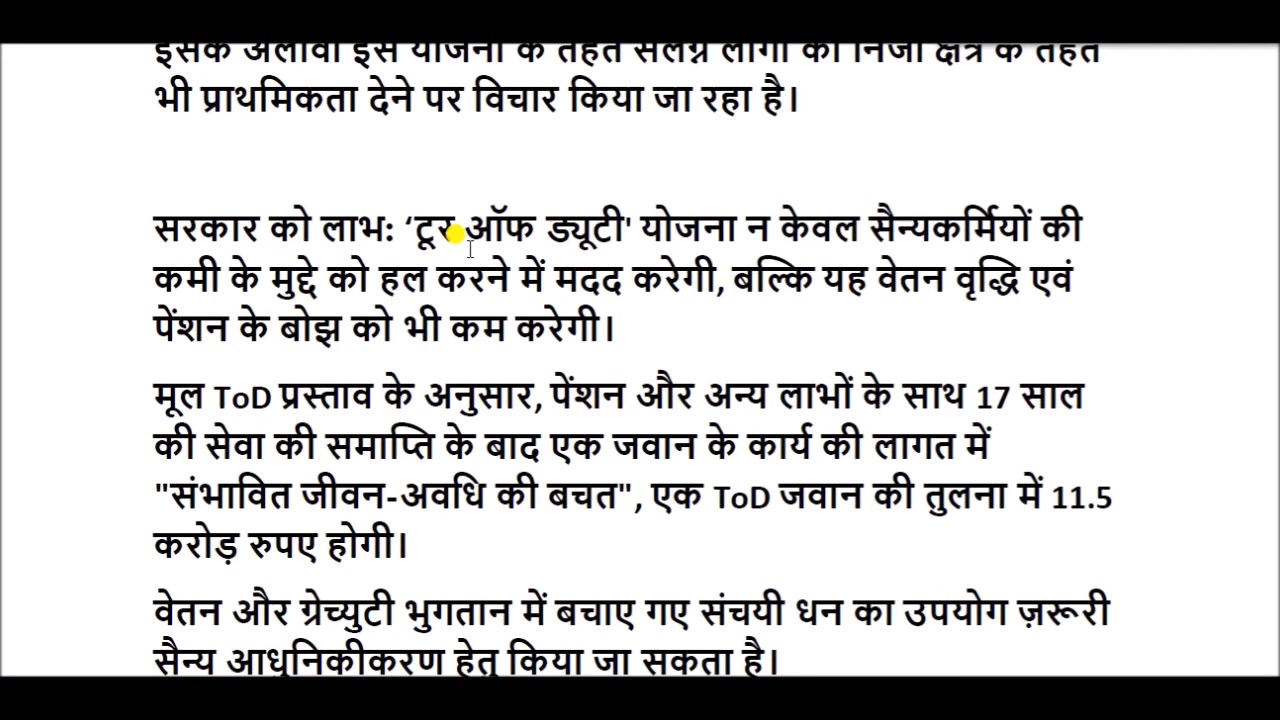 इसके अलावा इस योजना के तहत संलग्न लोगों को निजी क्षेत्र के तहत
भी प्राथमिकता देने पर विचार किया जा रहा है।
सरकार को लाभः ‘टूर ऑफ ड्यूटी' योजना न केवल सैन्यकर्मियों की
कमी के मुद्दे को हल करने में मदद करेगी, बल्कि यह वेतन वृद्धि एवं
पेंशन के बोझ को भी कम करेगी।
मूल ToD प्रस्ताव के अनुसार, पेंशन और अन्य लाभों के साथ 17 साल
की सेवा की समाप्ति के बाद एक जवान के कार्य की लागत में
"संभावित जीवन-अवधि की बचत", एक ToD जवान की तुलना में 11.5
करोड़ रुपए होगी।
वेतन और ग्रेच्युटी भुगतान में बचाए गए संचयी धन का उपयोग ज़रूरी
सैन्य आधुनिकीकरण हेतु किया जा सकता है।